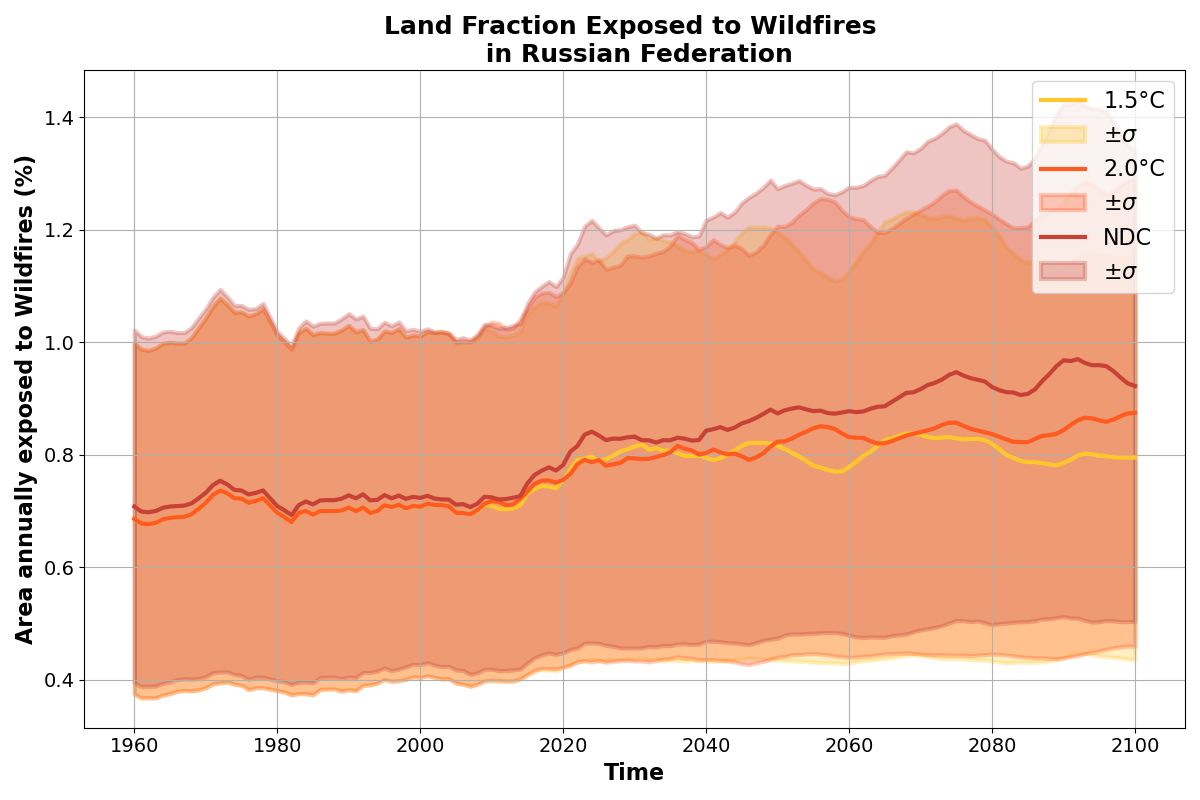 Land Fraction Exposed to Wildfires
in Russian Federation
Area annually exposed to Wildfires (%)
1.4
1.2
1.0
0.8
0.6
0.4
1.5°C
±σ
2.0°C
±σ
NDC
±σ
1960 1980 2000 2020 2040 2060 2080 2100
Time